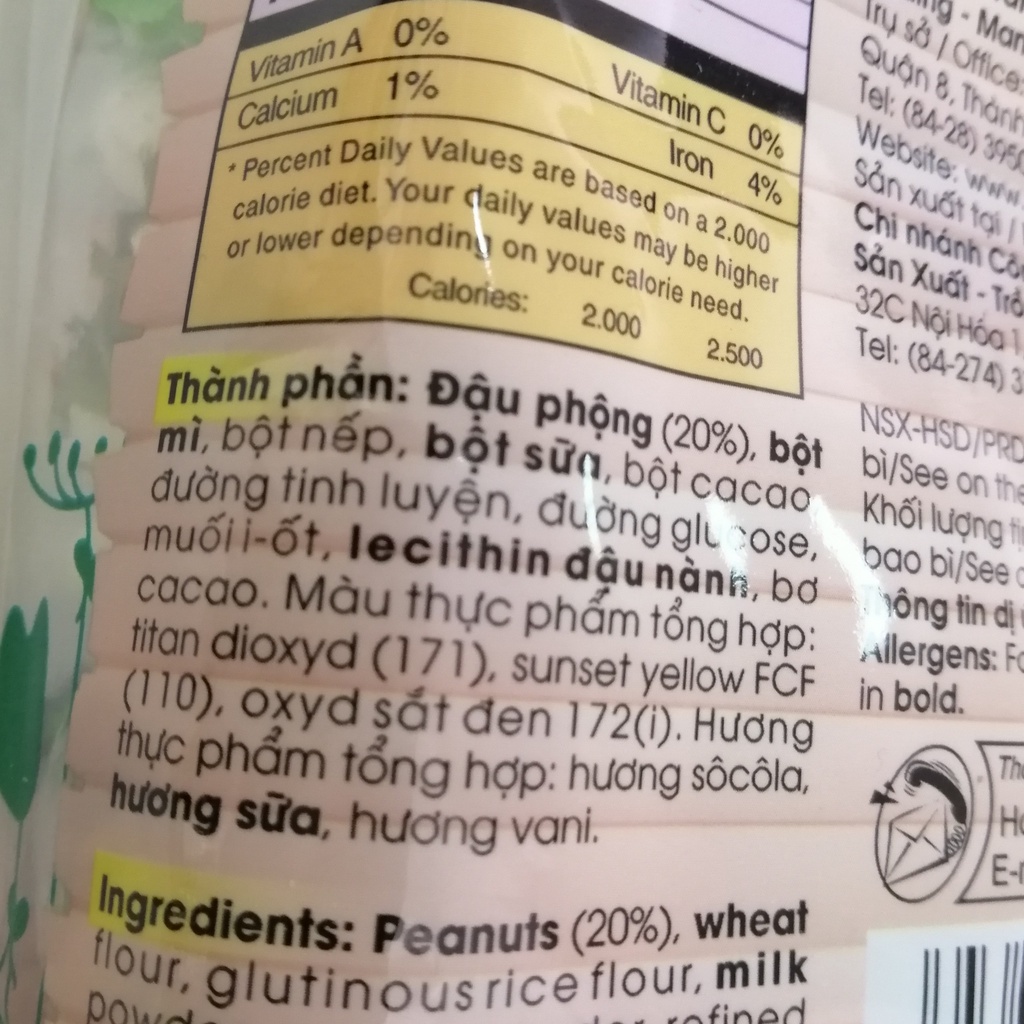 Vitamin A 0% Vitamin C 0%
Calcium 1% Iron 4%
* Percent Daily Values are based on a 2.000
calorie diet. Your daily values may be higher
or lower depending on your calorie need.
Calories: 2.000 2.500
Thành phần: Đậu phộng (20%), bột
mì, bột nếp, bột sữa, bột cacao,
đường tinh luyện, đường glucose,
muối i-ốt, lecithin đậu nành, bơ
cacao. Màu thực phẩm tổng hợp:
titan dioxyd (171), sunset yellow FCF
(110), oxyd sắt đen 172(i). Hương
thực phẩm tổng hợp: hương sôcôla,
hương sữa, hương vani.
Ingredients: Peanuts (20%), wheat
flour, glutinous rice flour, milk
refined
Trụ sở / Office:
Quận 8, Thành
Tel: (84-28)
Website: www.
Sản xuất tại /
Chi nhánh
Sản Xuất -
32C Nội Hóa 1
Tel: (84-274) 3
NSX-HSD/PRD
bì/See on the
Khối lượng
bao bì/See
tin dị
Allergens:
in bold.